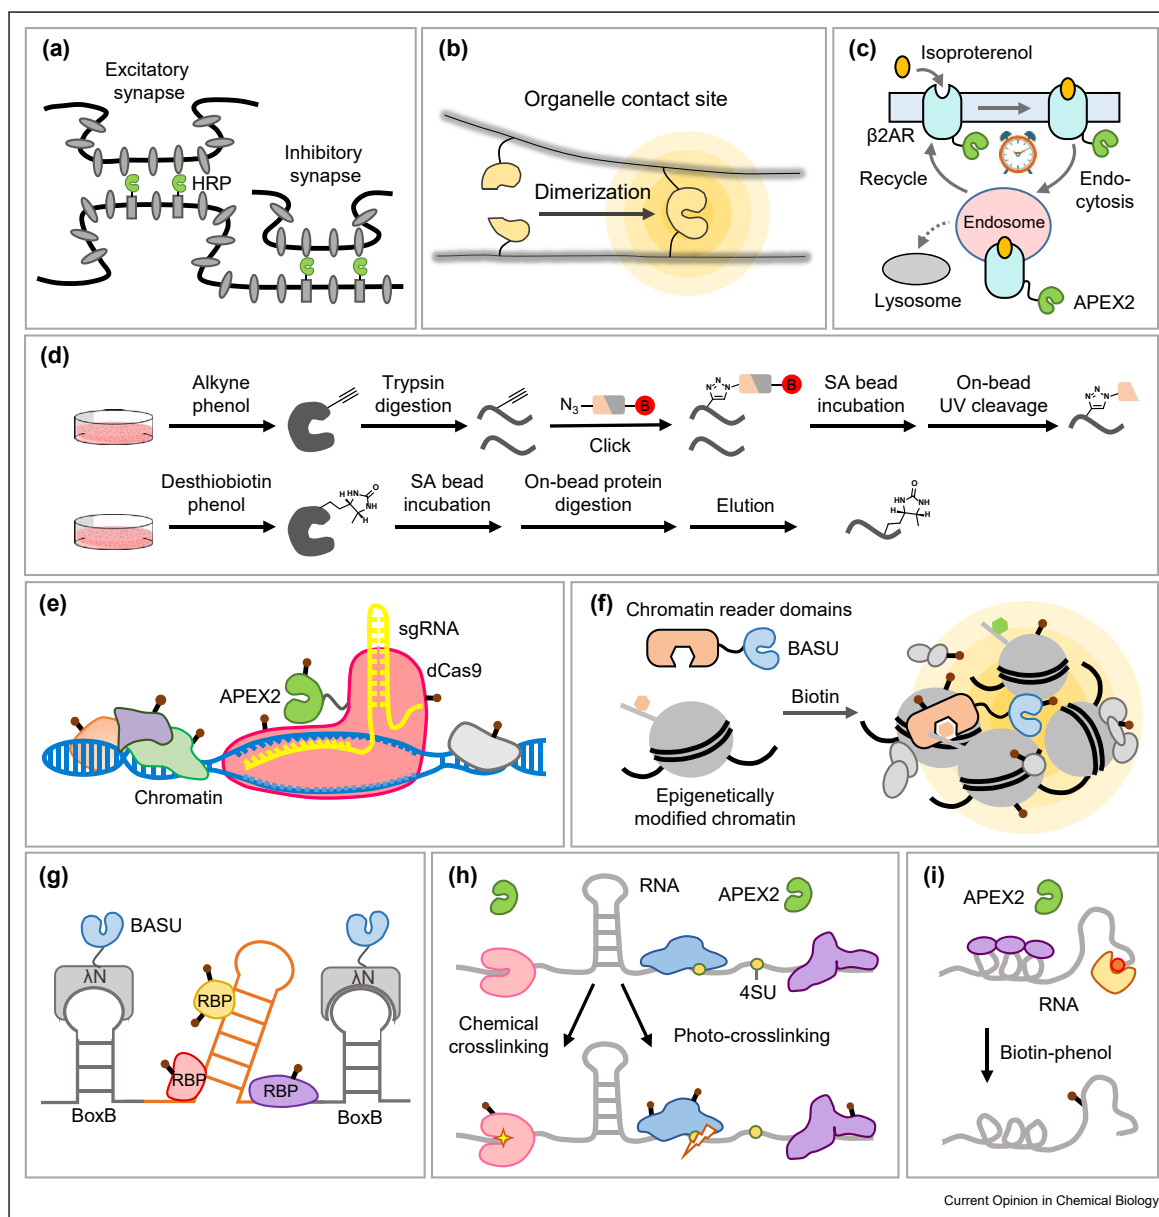 (a)
Excitatory
synapse
HRP
Inhibitory
synapse
(b)
Organelle contact site
Dimerization
(c)
Isoproterenol
β2AR
Recycle
Endo-
cytosis
Endosome
Lysosome
APEX2
(d)
Alkyne
phenol
Trypsin
digestion
N3
B
Click
N
N
N
B
SA bead
incubation
On-bead
UV cleavage
N
N
N
Desthiobiotin
phenol
O
HN
NH
H
H
SA bead
incubation
On-bead protein
digestion
Elution
O
HN
NH
H
H
(e)
sgRNA
dCas9
APEX2
Chromatin
(f)
Chromatin reader domains
BASU
Biotin
Epigenetically
modified chromatin
(g)
BASU
λN
λN
RBP
RBP
RBP
BoxB
BoxB
(h)
RNA
APEX2
4SU
Chemical
crosslinking
Photo-crosslinking
(i)
APEX2
RNA
Biotin-phenol
Current Opinion in Chemical Biology